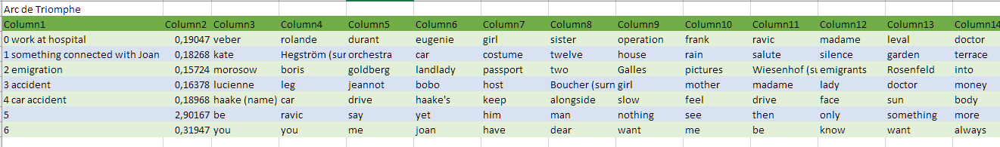 Arc de Triomphe
Column1 Column2 Column3 Column4 Column5 Column6 Column7 Column8 Column9 Column10 Column11 Column12 Column13 Column14
0 work at hospital 0,19047 veber rolande durant eugenie girl sister operation frank ravic madame leval doctor
1 something connected with Joan 0,18268 kate Hegström (sur orchestra car costume twelve house rain salute silence garden terrace
2 emigration 0,15724 morosow boris goldberg landlady passport two Galles pictures Wiesenhof (su emigrants Rosenfeld into
3 accident 0,16378 lucienne leg jeannot bobo host Boucher (surn girl mother madame lady doctor money
4 car accident 0,18968 haake (name) car drive haake's keep alongside slow feel drive face sun body
5 2,90167 be ravic say yet him man nothing see then only something more
6 0,31947 you you me joan have dear want me be know want always